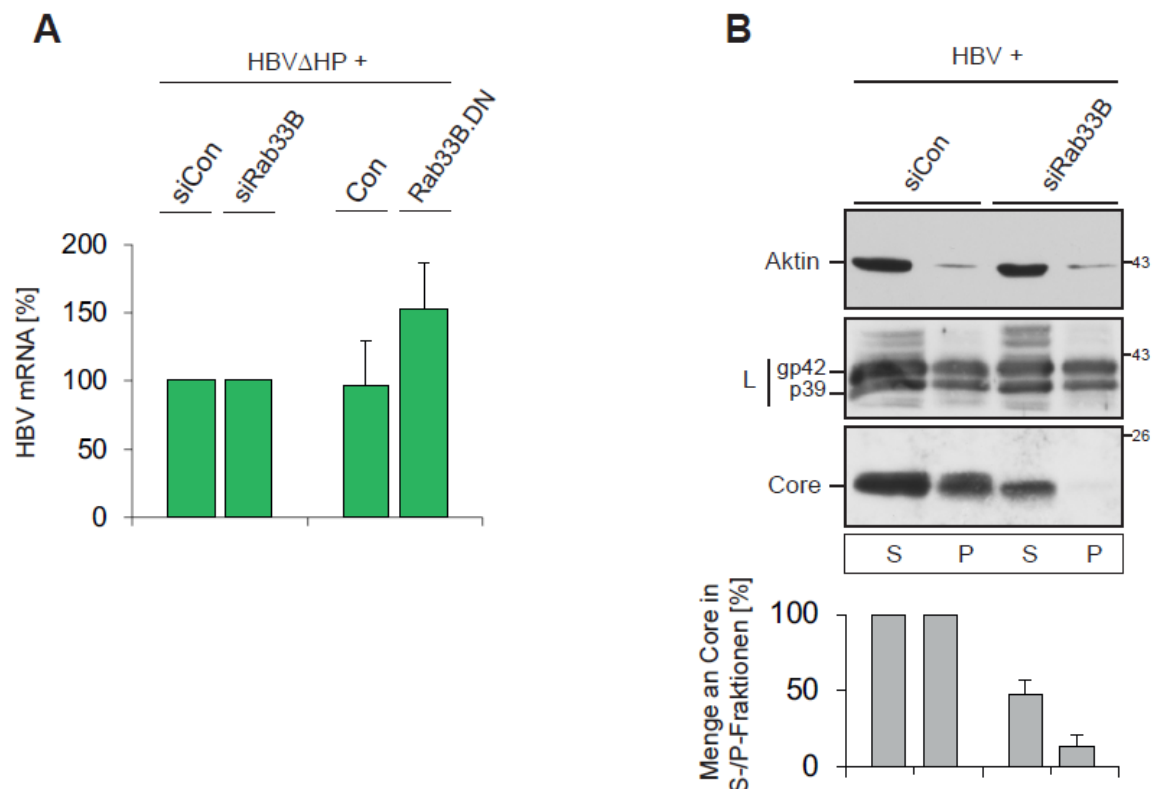 A
HBVΔHP +
siCon
siRab33B
Con
Rab33B.DN
HBV mRNA [%]
200
150
100
50
0
B
HBV +
siCon
siRab33B
Aktin
43
L
gp42
p39
43
26
Core
S P S P
Menge an Core in
S-/P-Fraktionen [%]
100
50
0